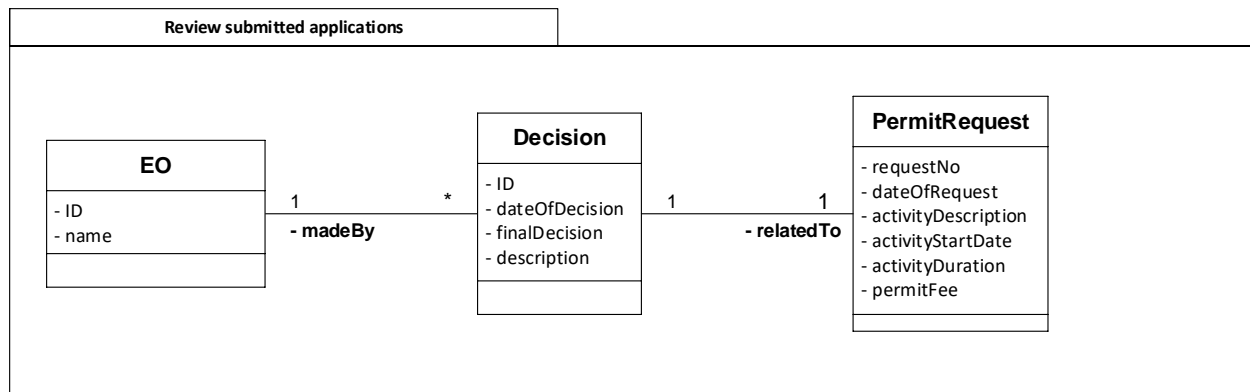 Review submitted applications
EO
- ID
- name
1
*
- madeBy
Decision
- ID
- dateOfDecision
- finalDecision
- description
1
1
- relatedTo
PermitRequest
- requestNo
- dateOfRequest
- activityDescription
- activityStartDate
- activityDuration
- permitFee